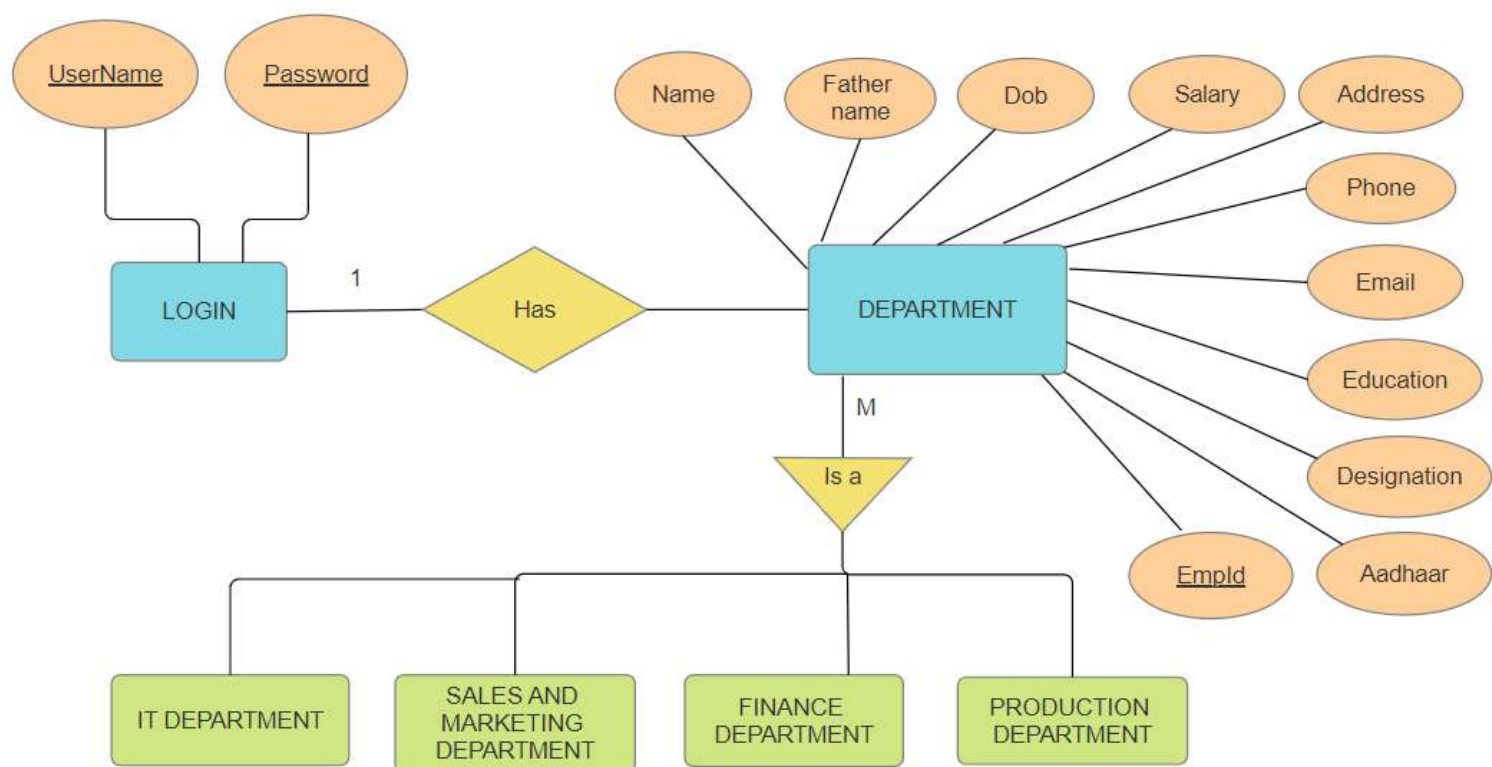 UserName
Password
Name
Father
name
Dob
Salary
Address
Phone
Email
Education
Designation
Aadhaar
EmpId
LOGIN
1
Has
DEPARTMENT
M
Is a
IT DEPARTMENT
SALES AND
MARKETING
DEPARTMENT
FINANCE
DEPARTMENT
PRODUCTION
DEPARTMENT